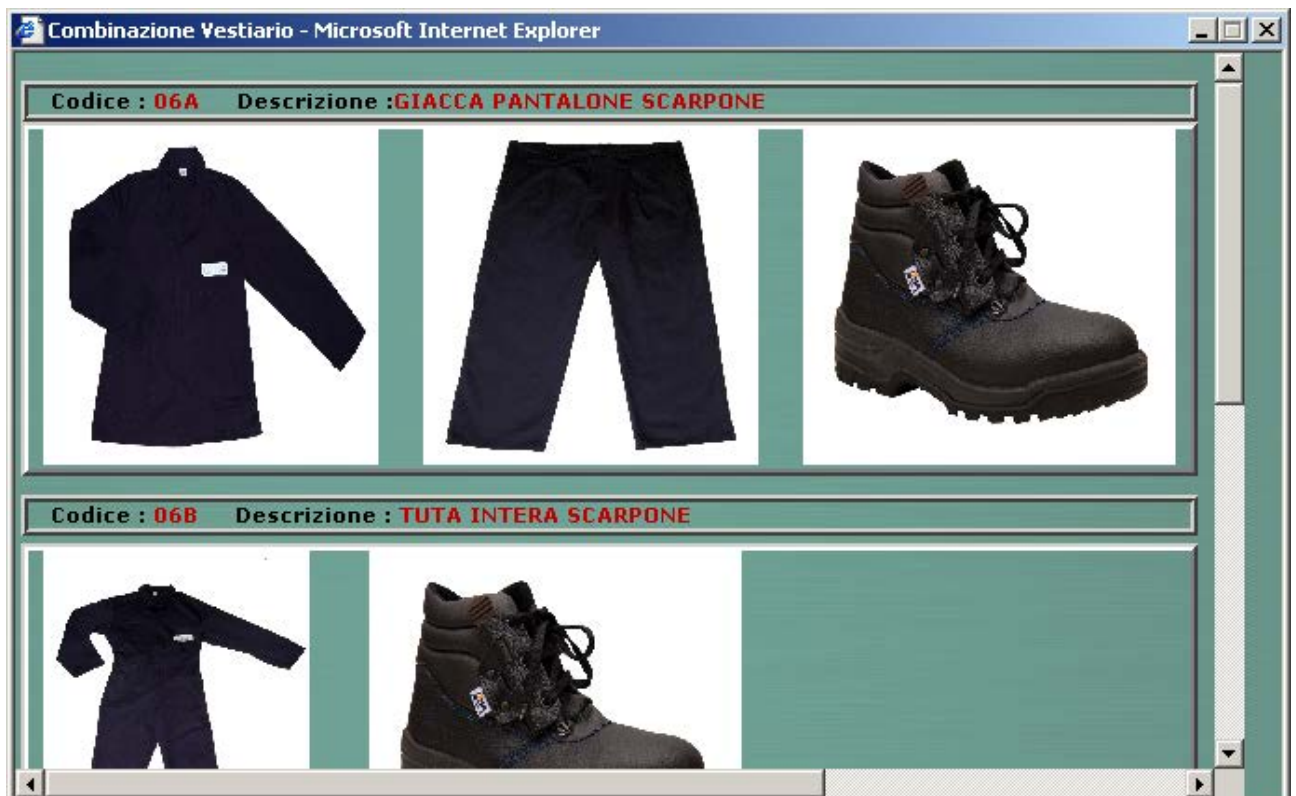 Combinazione Vestiario - Microsoft Internet Explorer
Codice : 06A Descrizione :GIACCA PANTALONE SCARPONE
Codice : 06B Descrizione : TUTA INTERA SCARPONE